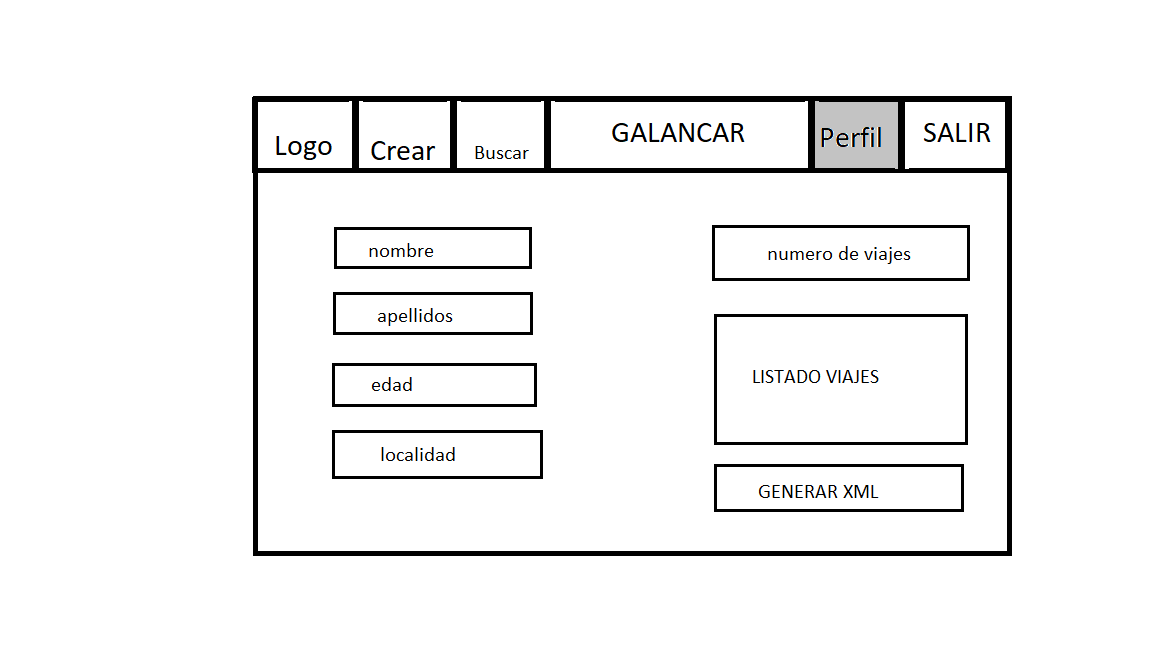 Logo
Crear
Buscar
GALANCAR
Perfil
SALIR
nombre
apellidos
edad
localidad
numero de viajes
LISTADO VIAJES
GENERAR XML